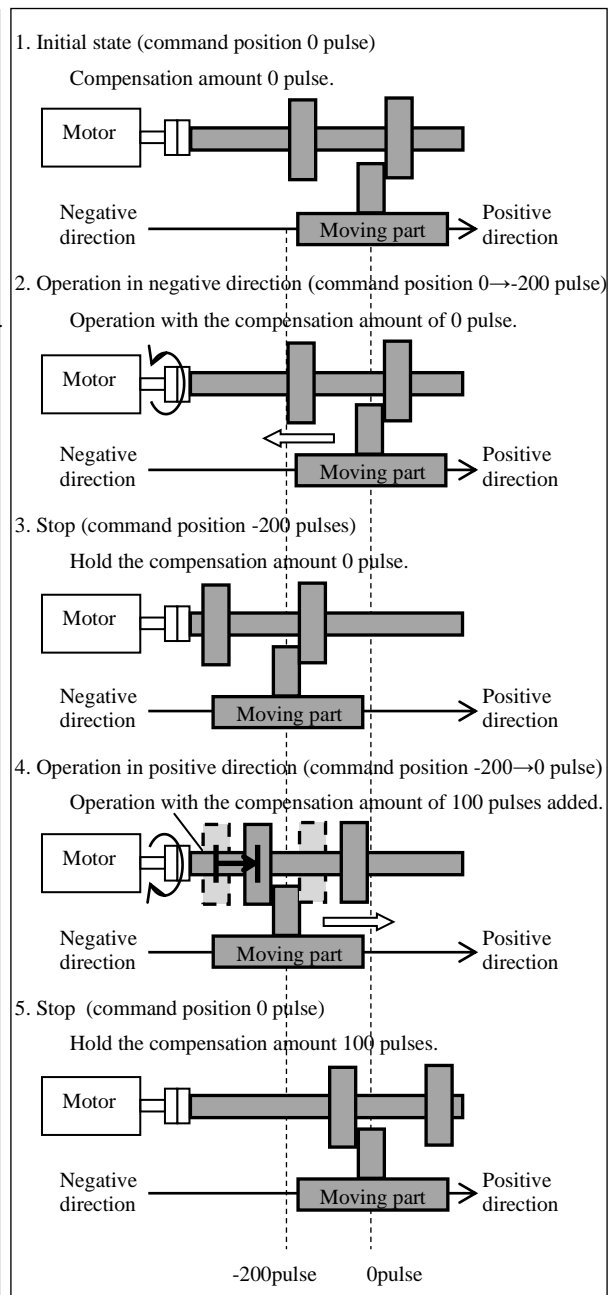 1. Initial state (command position 0 pulse)
Compensation amount 0 pulse.
Motor
Negative
direction
Moving part
Positive
direction
2. Operation in negative direction (command position 0→-200 pulse)
Operation with the compensation amount of 0 pulse.
Motor
Negative
direction
Moving part
Positive
direction
3. Stop (command position -200 pulses)
Hold the compensation amount 0 pulse.
Motor
Negative
direction
Moving part
Positive
direction
4. Operation in positive direction (command position -200→0 pulse)
Operation with the compensation amount of 100 pulses added.
Motor
Negative
direction
Moving part
Positive
direction
5. Stop  (command position 0 pulse)
Hold the compensation amount 100 pulses.
Motor
Negative
direction
Moving part
Positive
direction
-200pulse 0pulse